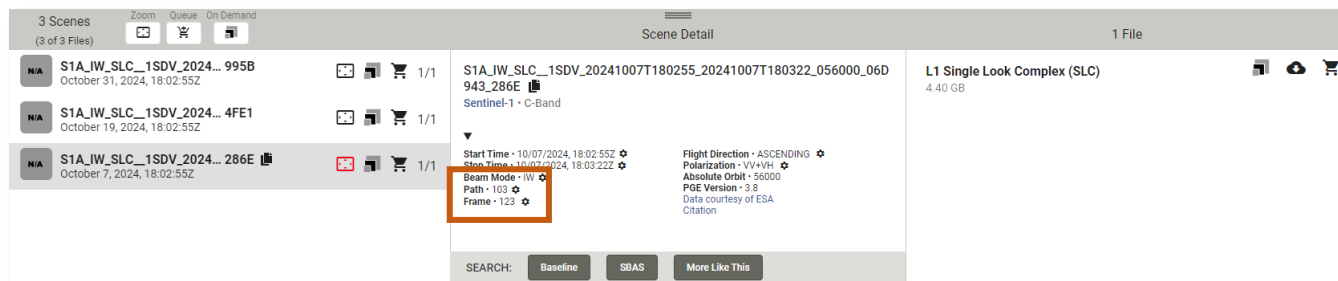 3 Scenes
(3 of 3 Files)
Zoom
Queue
On Demand
Scene Detail
1 File
N/A
S1A_IW_SLC__1SDV_2024... 995B
October 31, 2024, 18:02:55Z
1/1
N/A
S1A_IW_SLC__1SDV_2024... 4FE1
October 19, 2024, 18:02:55Z
1/1
N/A
S1A_IW_SLC__1SDV_2024... 286E
October 7, 2024, 18:02:55Z
1/1
S1A_IW_SLC__1SDV_20241007T180255_20241007T180322_056000_06D
943_286E
Sentinel-1 • C-Band
Start Time • 10/07/2024, 18:02:55Z
Stop Time • 10/07/2024, 18:03:22Z
Beam Mode • IW
Path • 103
Frame • 123
Flight Direction • ASCENDING
Polarization • VV+VH
Absolute Orbit • 56000
PGE Version • 3.8
Data courtesy of ESA
Citation
SEARCH:
Baseline
SBAS
More Like This
L1 Single Look Complex (SLC)
4.40 GB